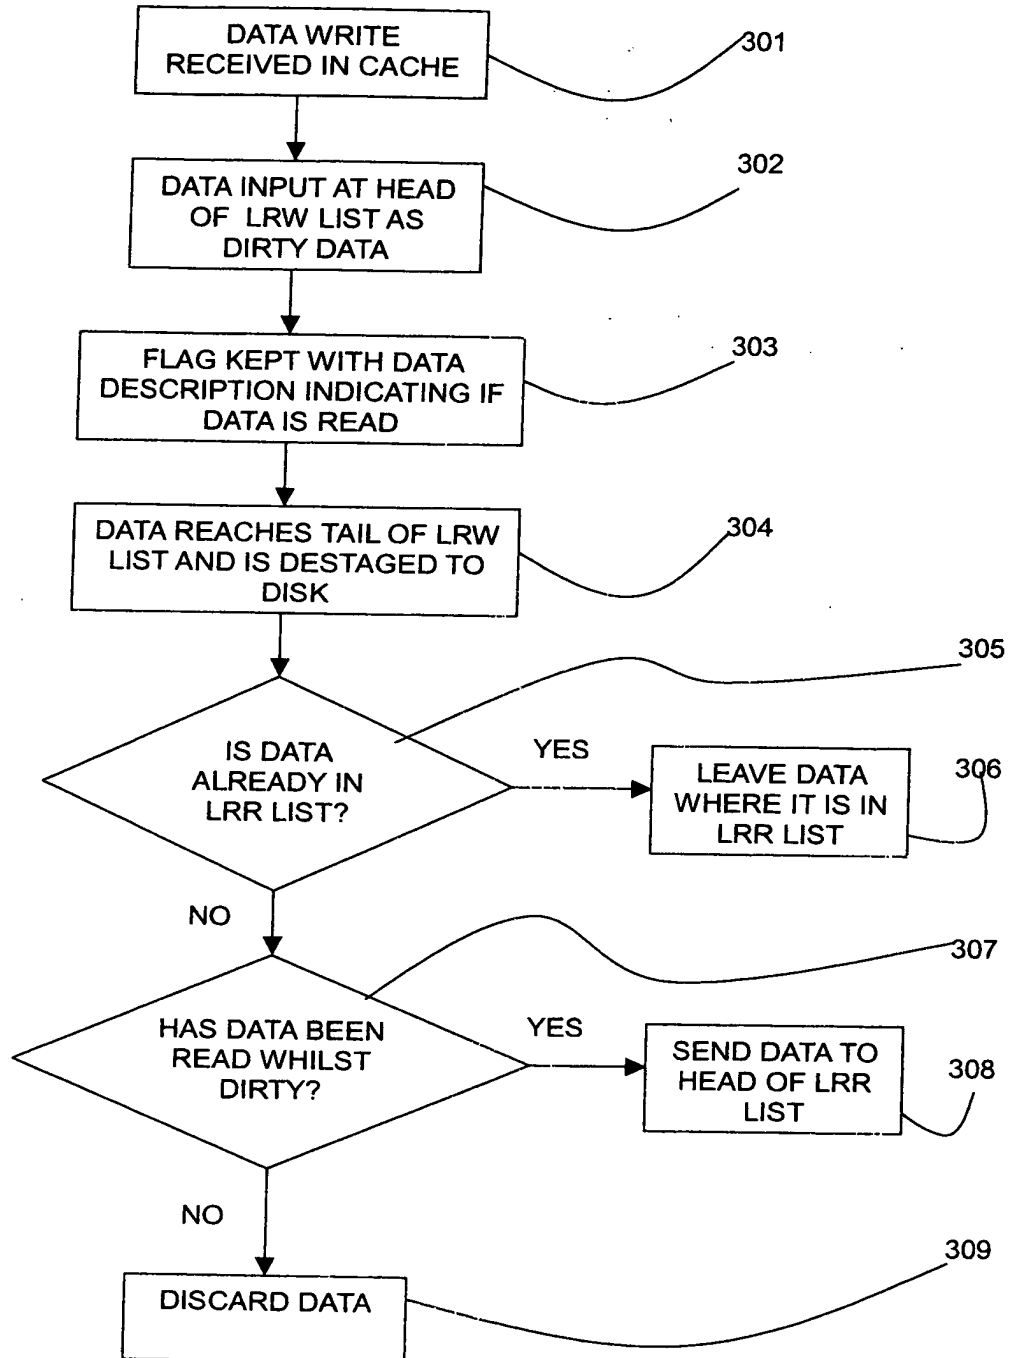 DATA WRITE
RECEIVED IN CACHE
301
302
DATA INPUT AT HEAD
OF LRW LIST AS
DIRTY DATA
303
FLAG KEPT WITH DATA
DESCRIPTION INDICATING IF
DATA IS READ
304
DATA REACHES TAIL OF LRW
LIST AND IS DESTAGED TO
DISK
305
IS DATA
ALREADY IN
LRR LIST?
YES
LEAVE DATA
WHERE IT IS IN
LRR LIST
306
NO
307
HAS DATA BEEN
READ WHILST
DIRTY?
YES
SEND DATA TO
HEAD OF LRR
LIST
308
NO
309
DISCARD DATA